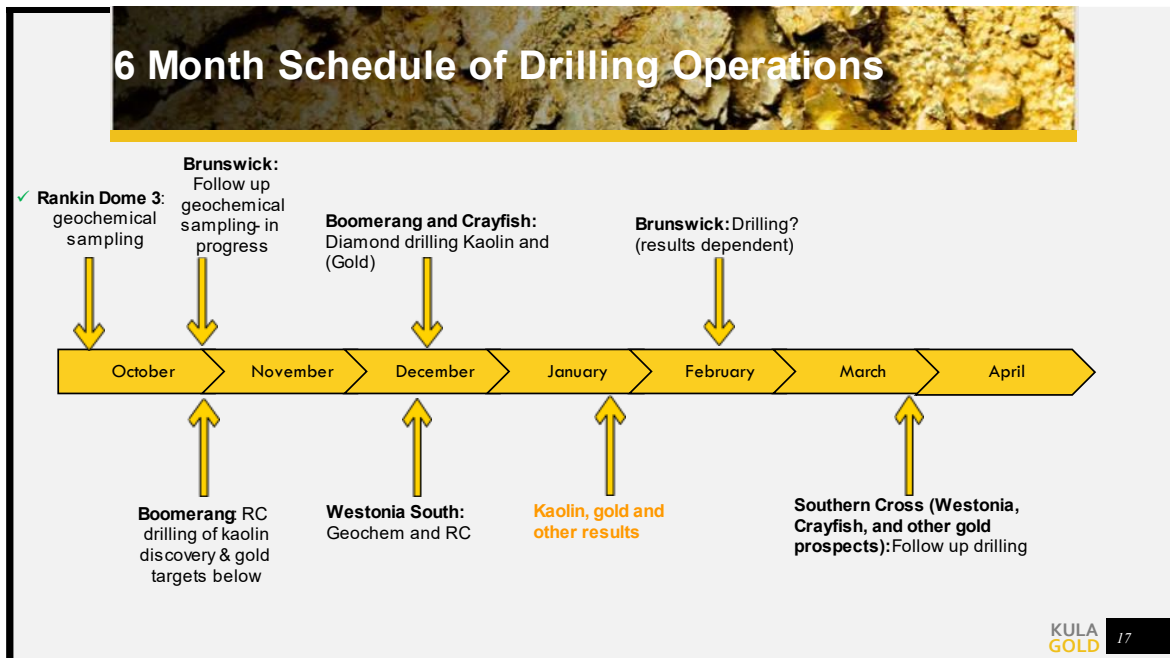 6 Month Schedule of Drilling Operations
✓ Rankin Dome 3:
geochemical
sampling
Brunswick:
Follow up
geochemical
sampling- in
progress
Boomerang and Crayfish:
Diamond drilling Kaolin and
(Gold)
Brunswick: Drilling?
(results dependent)
October
November
December
January
February
March
April
Boomerang: RC
drilling of kaolin
discovery & gold
targets below
Westonia South:
Geochem and RC
Kaolin, gold and
other results
Southern Cross (Westonia,
Crayfish, and other gold
prospects):Follow up drilling
KULA
GOLD
17